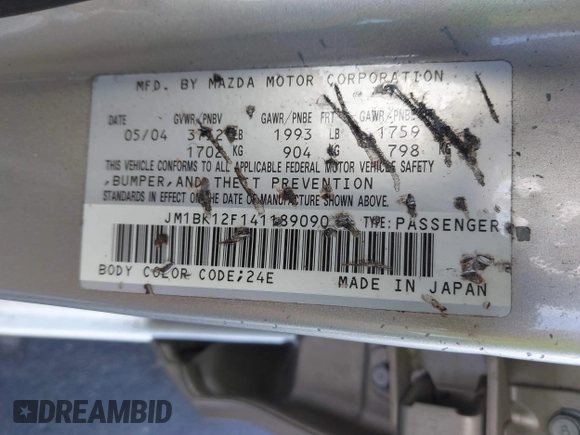 MFD. BY MAZDA MOTOR CORPORATION
DATE GVWR/PNBV GAWR/PNBE FRT GAWR/PNBE
05/04 LB 1993 LB 1759
1702 KG 904 KG 798 KG
THIS VEHICLE CONFORMS TO ALL APPLICABLE FEDERAL MOTOR VEHICLE SAFETY
,BUMPER,AND THEFT PREVENTION
STANDARDS IN EFFECT ON THE DATE OF MANUFACTURE SHOWN ABOVE.
JM1BK12F141189090 TYPE:PASSENGER
BODY COLOR CODE;24E MADE IN JAPAN
DREAMBID